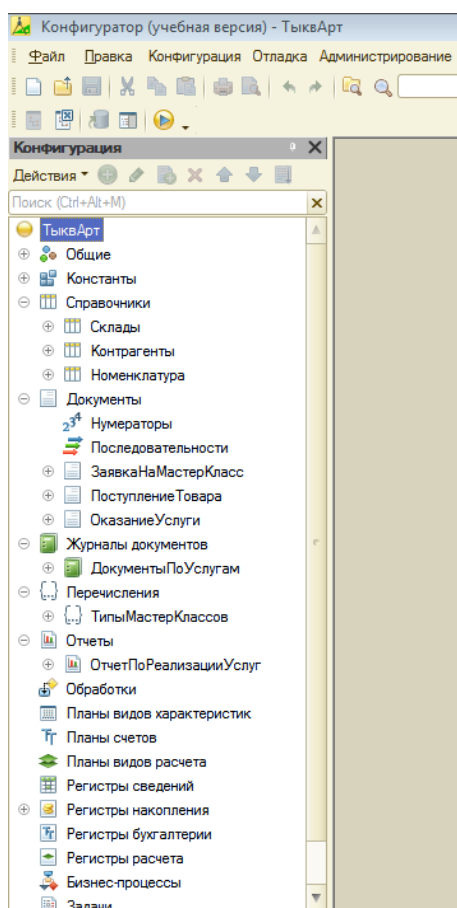 Конфигуратор (учебная версия) - ТыквАрт
Файл Правка Конфигурация Отладка Администрирование
Конфигурация
Действия
Поиск (Ctrl+Alt+M)
ТыквАрт
Общие
Константы
Справочники
Склады
Контрагенты
Номенклатура
Документы
Нумераторы
Последовательности
ЗаявкаНаМастерКласс
ПоступлениеТовара
ОказаниеУслуги
Журналы документов
ДокументыПоУслугам
Перечисления
ТипыМастерКлассов
Отчеты
ОтчетПоРеализацииУслуг
Обработки
Планы видов характеристик
Планы счетов
Планы видов расчета
Регистры сведений
Регистры накопления
Регистры бухгалтерии
Регистры расчета
Бизнес-процессы
Задачи